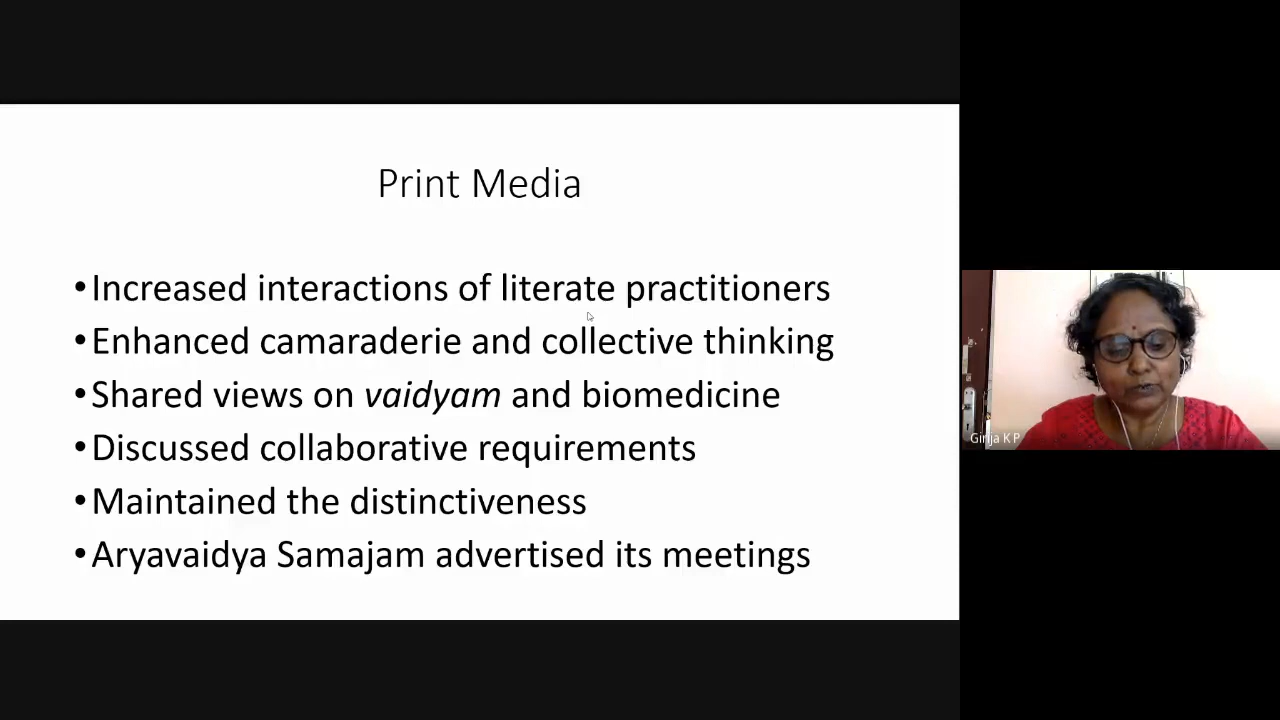 Print Media
•Increased interactions of literate practitioners
•Enhanced camaraderie and collective thinking
•Shared views on vaidyam and biomedicine
•Discussed collaborative requirements
•Maintained the distinctiveness
•Aryavaidya Samajam advertised its meetings
Girija K P